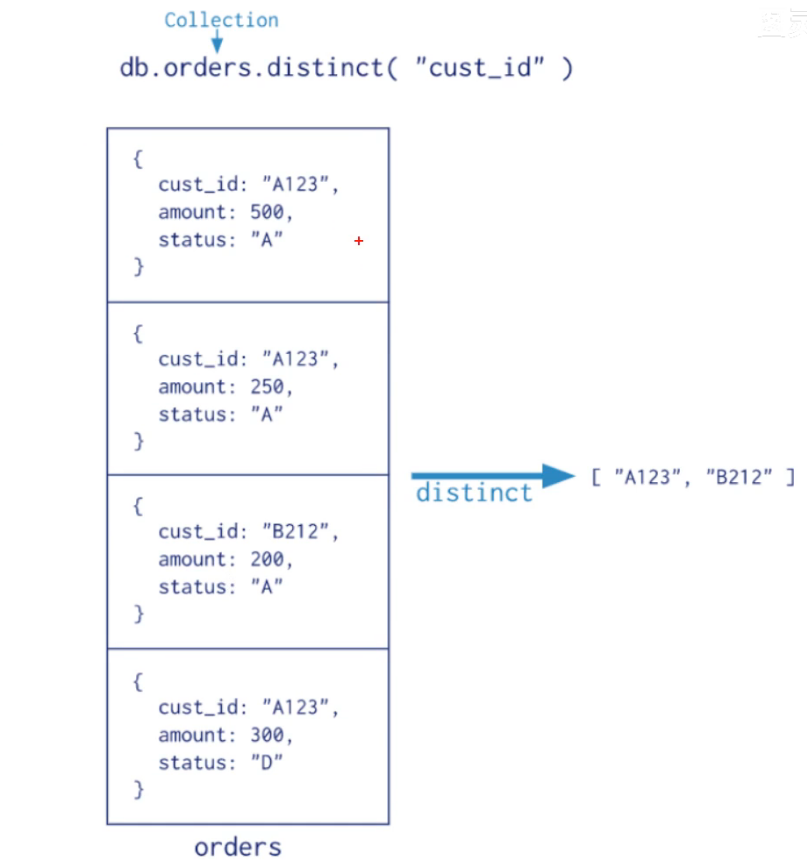 Collection
db.orders.distinct( "cust_id" )
{
cust_id: "A123",
amount: 500,
status: "A"
}
{
cust_id: "A123",
amount: 250,
status: "A"
}
{
cust_id: "B212",
amount: 200,
status: "A"
}
{
cust_id: "A123",
amount: 300,
status: "D"
}
distinct
[ "A123", "B212" ]
orders